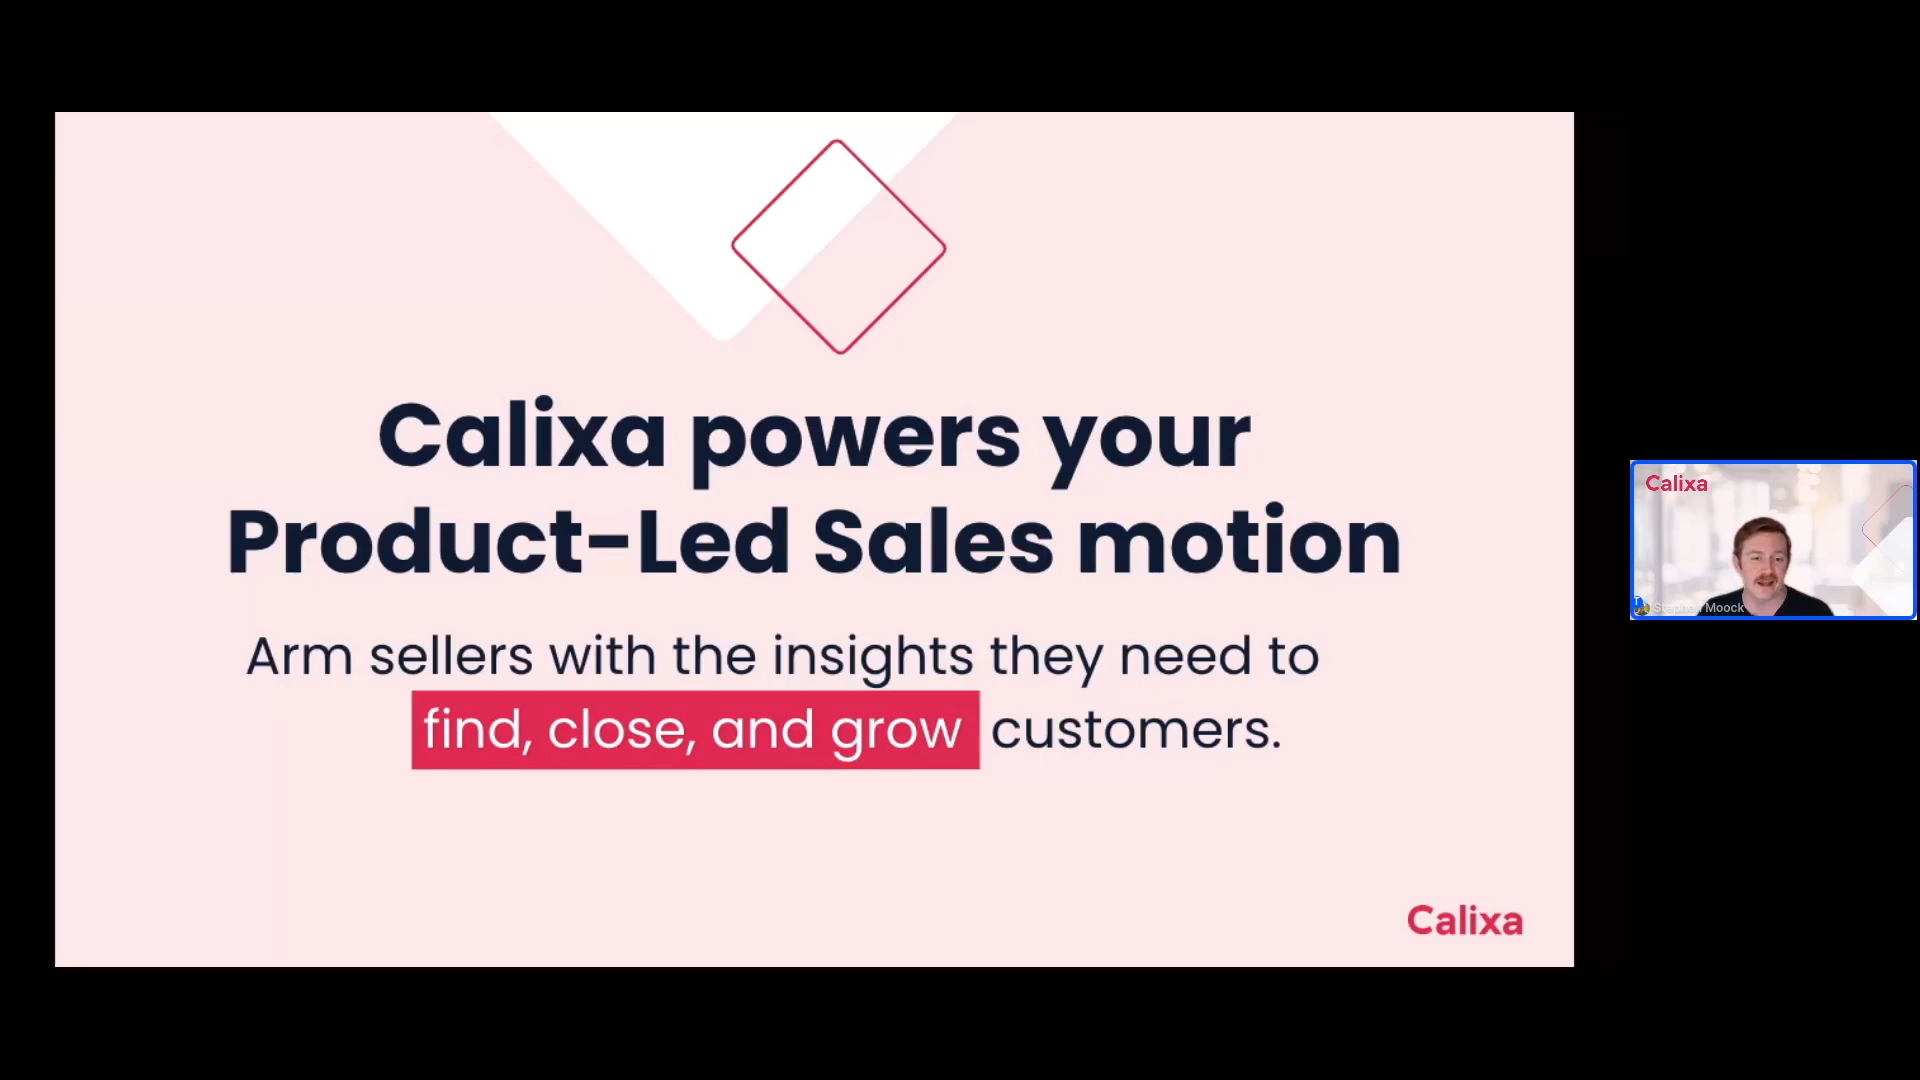 Calixa powers your
Product-Led Sales motion
Arm sellers with the insights they need to
find, close, and grow customers.
Calixa
Calixa
Stephen Moock